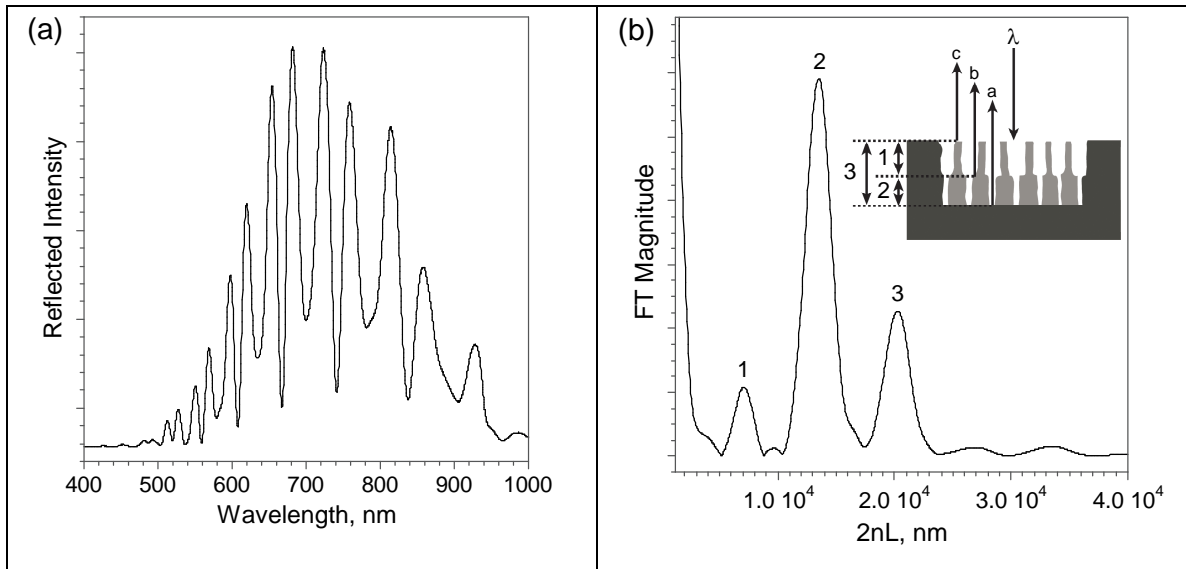 (a)
Reflected Intensity
400 500 600 700 800 900 1000
Wavelength, nm
(b)
FT Magnitude
1
2
3
c
b
a
λ
3
1
2
1.0 10⁴ 2.0 10⁴ 3.0 10⁴ 4.0 10⁴
2nL, nm